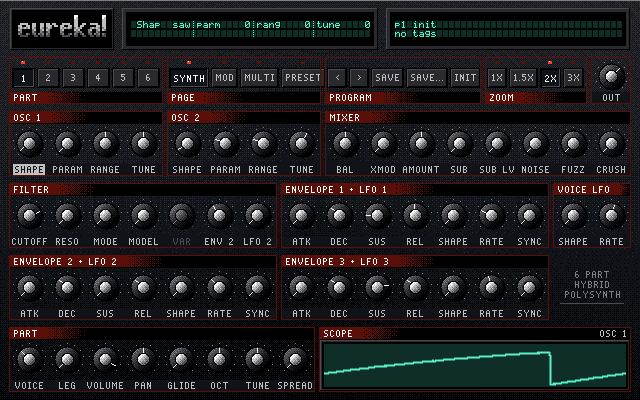 eureka!
Shap saw parm 0 rang 0 tune 0
p1 init
no tags
1 2 3 4 5 6
SYNTH MOD MULTI PRESET
< > SAVE SAVE... INIT
1X 1.5X 2X 3X
OUT
PART
PAGE
PROGRAM
ZOOM
OSC 1
OSC 2
MIXER
SHAPE PARAM RANGE TUNE
SHAPE PARAM RANGE TUNE
BAL XMOD AMOUNT SUB SUB LV NOISE FUZZ CRUSH
FILTER
ENVELOPE 1 + LFO 1
VOICE LFO
CUTOFF RESO MODE MODEL VAR ENV 2 LFO 2
ATK DEC SUS REL SHAPE RATE SYNC
SHAPE RATE
ENVELOPE 2 + LFO 2
ENVELOPE 3 + LFO 3
ATK DEC SUS REL SHAPE RATE SYNC
ATK DEC SUS REL SHAPE RATE SYNC
6 PART
HYBRID
POLYSYNTH
PART
SCOPE
OSC 1
VOICE LEG VOLUME PAN GLIDE OCT TUNE SPREAD